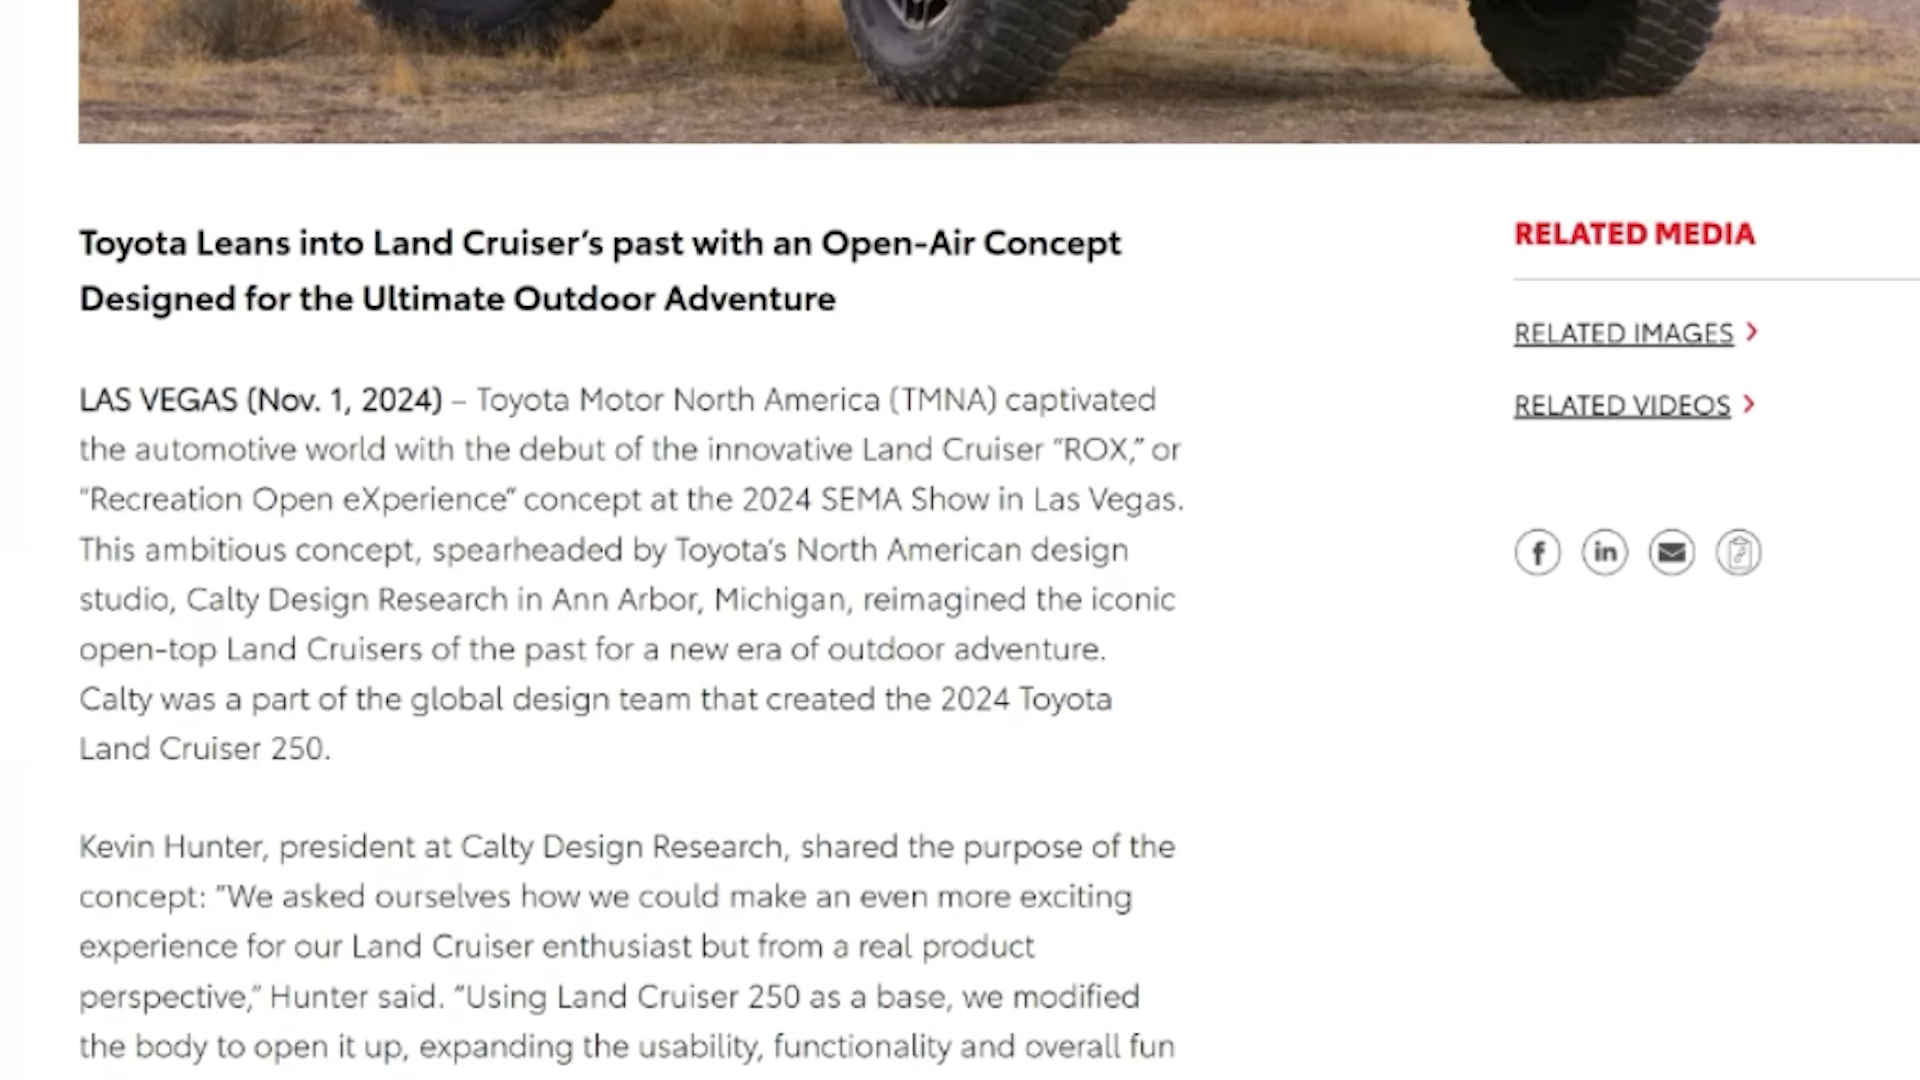 Toyota Leans into Land Cruiser’s past with an Open-Air Concept
Designed for the Ultimate Outdoor Adventure
RELATED MEDIA
RELATED IMAGES
RELATED VIDEOS
LAS VEGAS (Nov. 1, 2024) – Toyota Motor North America (TMNA) captivated
the automotive world with the debut of the innovative Land Cruiser “ROX,” or
“Recreation Open eXperience” concept at the 2024 SEMA Show in Las Vegas.
This ambitious concept, spearheaded by Toyota’s North American design
studio, Calty Design Research in Ann Arbor, Michigan, reimagined the iconic
open-top Land Cruisers of the past for a new era of outdoor adventure.
Calty was a part of the global design team that created the 2024 Toyota
Land Cruiser 250.
Kevin Hunter, president at Calty Design Research, shared the purpose of the
concept: “We asked ourselves how we could make an even more exciting
experience for our Land Cruiser enthusiast but from a real product
perspective,” Hunter said. “Using Land Cruiser 250 as a base, we modified
the body to open it up, expanding the usability, functionality and overall fun
f in